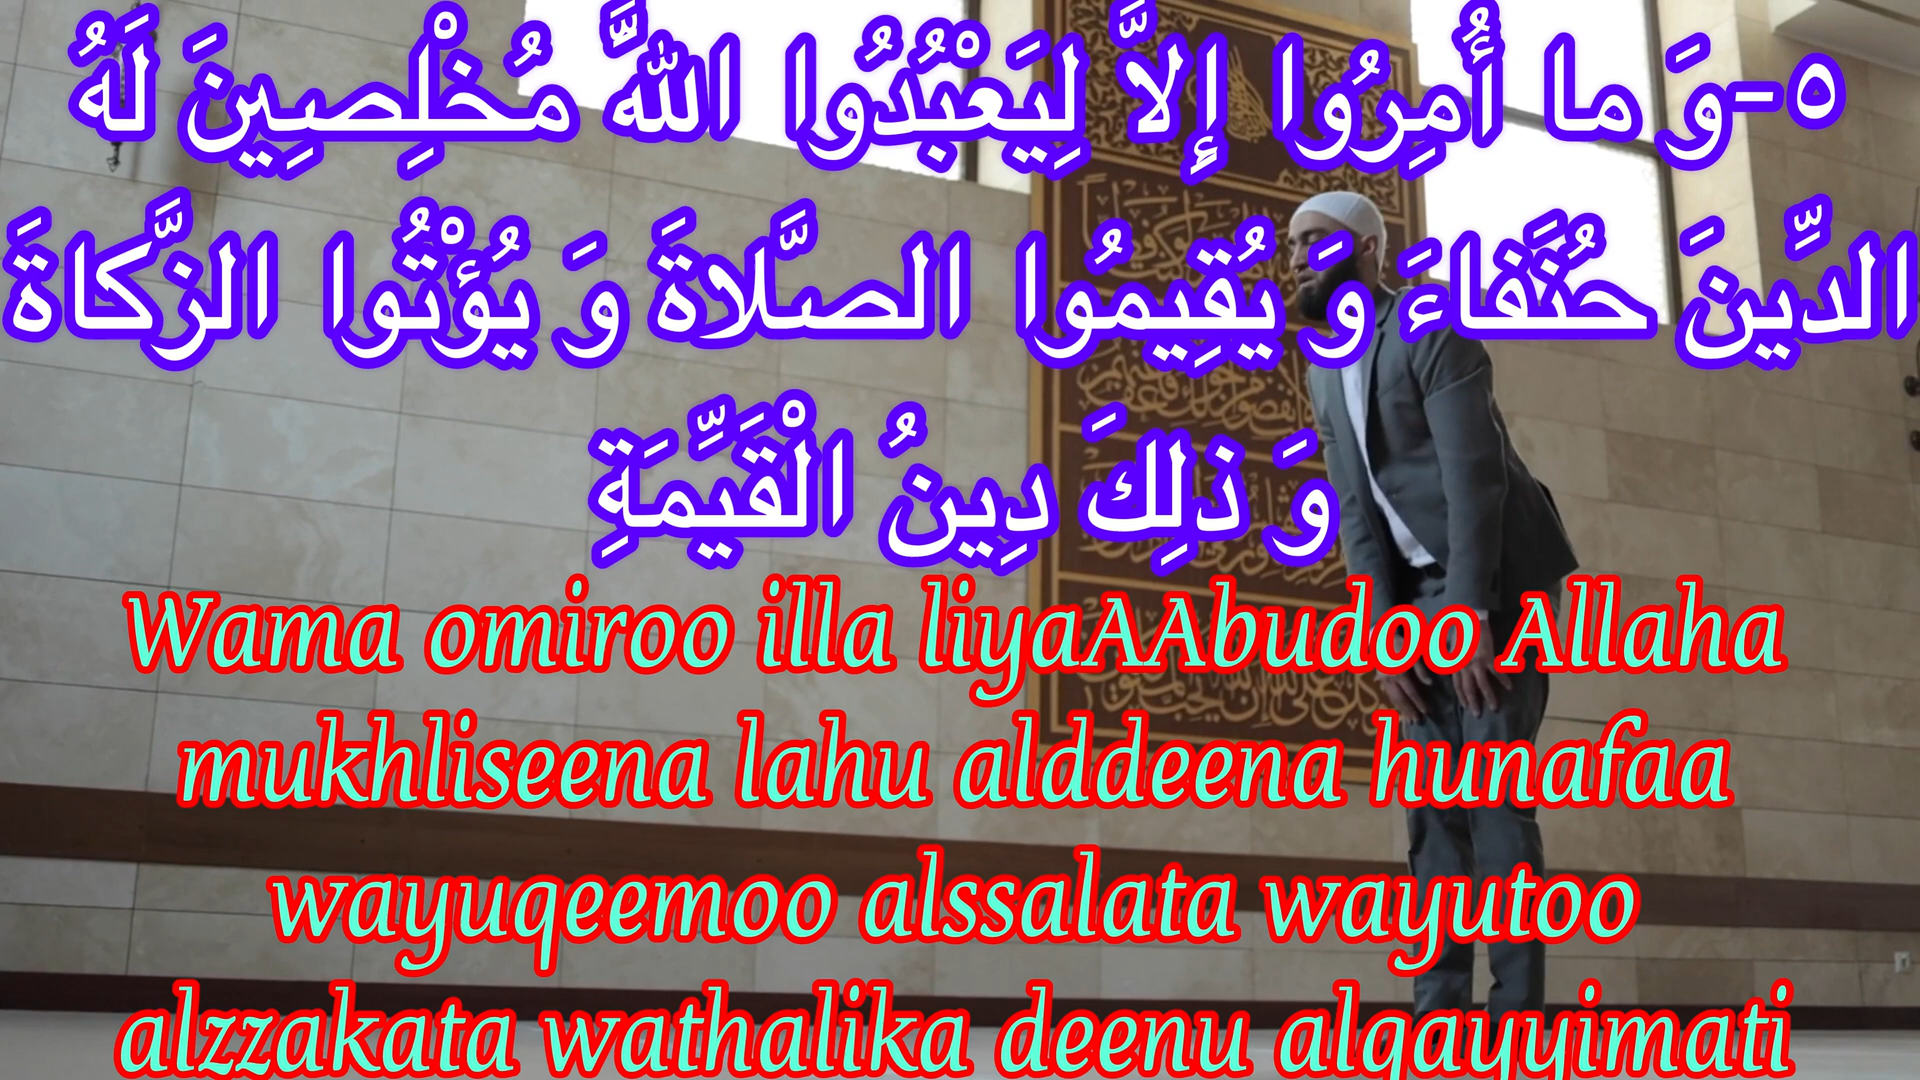 ٥-وَ ما أُمِرُوا إِلاَّ لِيَعْبُدُوا اللَّهَ مُخْلِصِينَ لَهُ
الدِّينَ حُنَفاءَ وَ يُقِيمُوا الصَّلاةَ وَ يُؤْتُوا الزَّكاةَ
وَ ذلِكَ دِينُ الْقَيِّمَةِ
Wama omiroo illa liyaAAbudoo Allaha
mukhliseena lahu alddeena hunafaa
wayuqeemoo alssalata wayutoo
alzzakata wathalika deenu alqayyimati